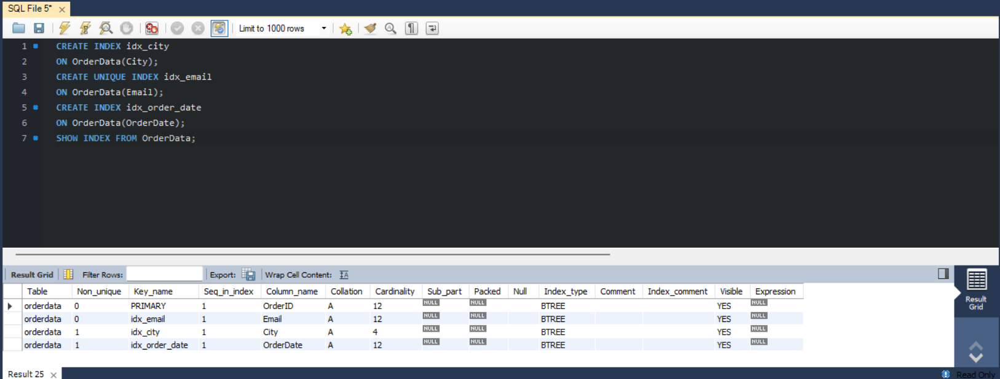 SQL File 5*
Limit to 1000 rows
1 CREATE INDEX idx_city
2 ON OrderData(City);
3 CREATE UNIQUE INDEX idx_email
4 ON OrderData(Email);
5 CREATE INDEX idx_order_date
6 ON OrderData(OrderDate);
7 SHOW INDEX FROM OrderData;
Result Grid Filter Rows: Export: Wrap Cell Content: IA
Table Non_unique Key_name Seq_in_index Column_name Collation Cardinality Sub_part Packed Null Index_type Comment Index_comment Visible Expression
orderdata 0 PRIMARY 1 OrderID A 12 NULL NULL BTREE YES NULL
orderdata 0 idx_email 1 Email A 12 NULL NULL BTREE YES NULL
orderdata 1 idx_city 1 City A 4 NULL NULL BTREE YES NULL
orderdata 1 idx_order_date 1 OrderDate A 12 NULL NULL BTREE YES NULL
Result
Grid
Result 25
Read Only